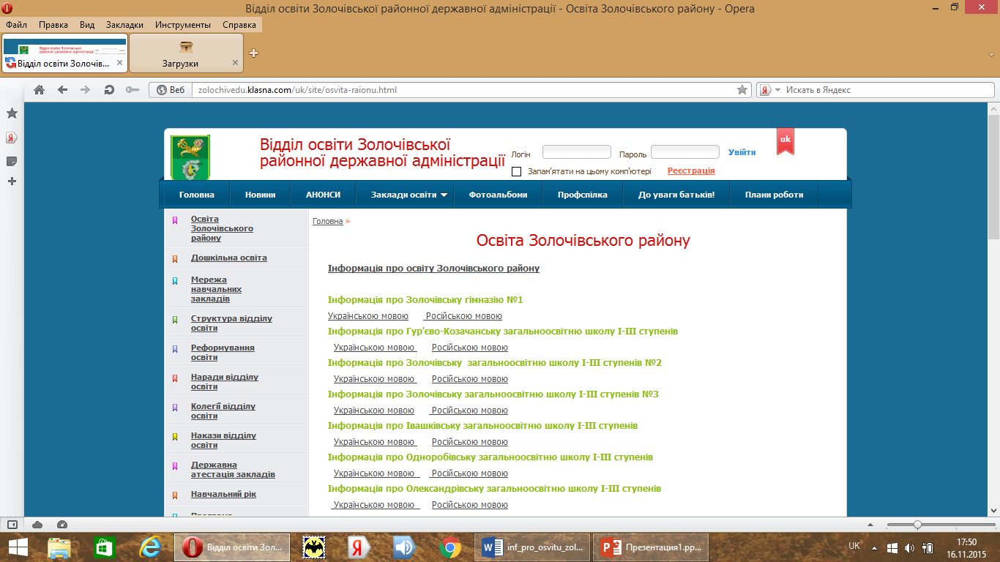 Відділ освіти Золочівської районної державної адміністрації - Освіта Золочівського району - Opera
Файл Правка Вид Закладки Инструменты Справка
Відділ освіти Золочів...
Загрузки
Веб
zolochivedu.klasna.com/uk/site/osvita-raionu.html
Искать в Яндекс
Відділ освіти Золочівської
районної державної адміністрації
Логін
Пароль
Увійти
uk
Запам'ятати на цьому комп'ютері
Реєстрація
Головна Новини АНОНСИ Заклади освіти Фотоальбоми Профспілка До уваги батьків! Плани роботи
Освіта
Золочівського
району
Дошкільна освіта
Мережа
навчальних
закладів
Структура відділу
освіти
Реформування
освіти
Наради відділу
освіти
Колегії відділу
освіти
Накази відділу
освіти
Державна
атестація закладів
Навчальний рік
Головна »
Освіта Золочівського району
Інформація про освіту Золочівського району
Інформація про Золочівську гімназію №1
Українською мовою Російською мовою
Інформація про Гур'єво-Козачанську загальноосвітню школу І-ІІІ ступенів
Українською мовою Російською мовою
Інформація про Золочівську загальноосвітню школу І-ІІІ ступенів №2
Українською мовою Російською мовою
Інформація про Золочівську загальноосвітню школу І-ІІІ ступенів №3
Українською мовою Російською мовою
Інформація про Івашківську загальноосвітню школу І-ІІІ ступенів
Українською мовою Російською мовою
Інформація про Одноробівську загальноосвітню школу І-ІІІ ступенів
Українською мовою Російською мовою
Інформація про Олександрівську загальноосвітню школу І-ІІІ ступенів
Українською мовою Російською мовою
Відділ освіти Зол...
inf_pro_osvitu_zol...
Презентация1.pp...
UK
17:50
16.11.2015